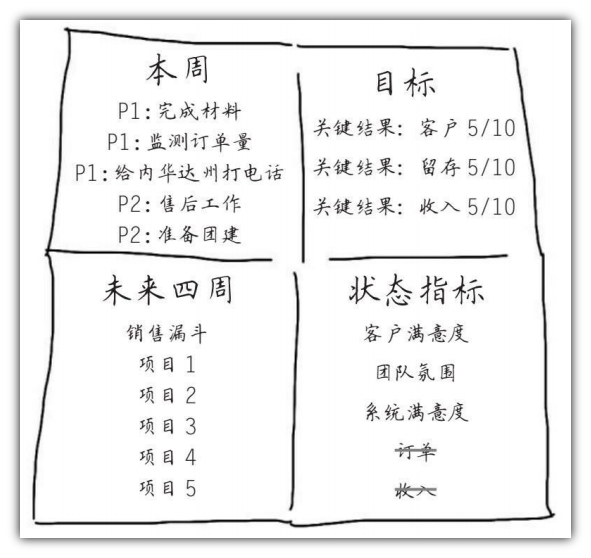 本周
P1:完成材料
P1:监测订单量
P1:给内华达州打电话
P2:售后工作
P2:准备团建
目标
关键结果: 客户 5/10
关键结果: 留存 5/10
关键结果: 收入 5/10
未来四周
销售漏斗
项目 1
项目 2
项目 3
项目 4
项目 5
状态指标
客户满意度
团队氛围
系统满意度
订单
收入